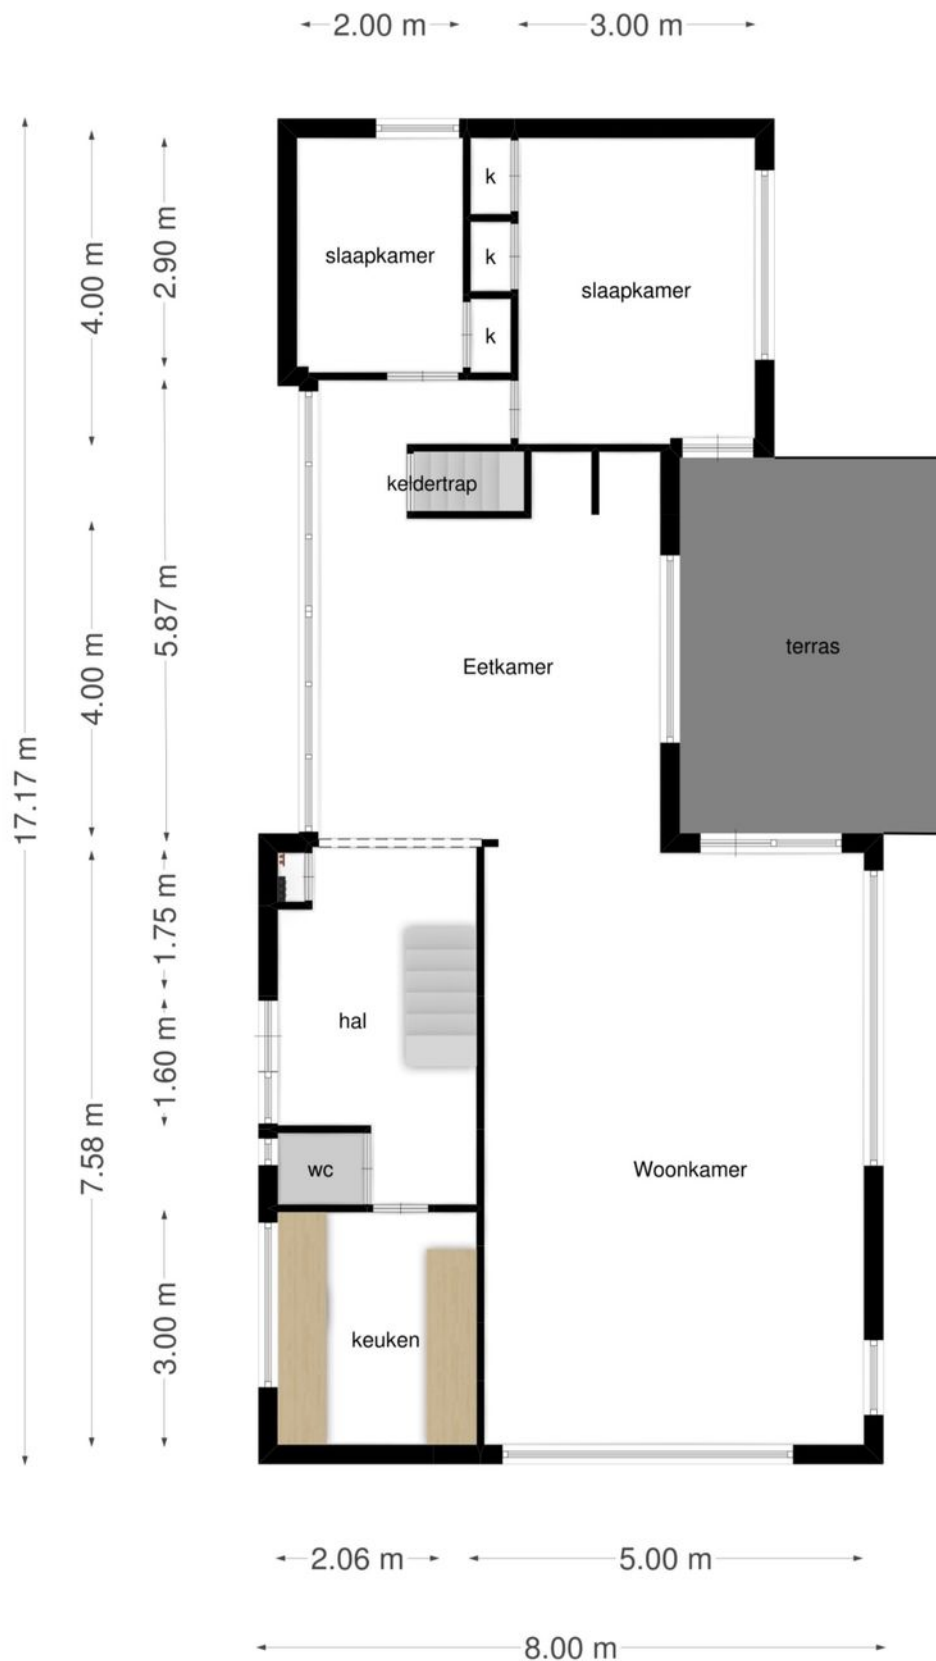 2.00 m
3.00 m
17.17 m
4.00 m
2.90 m
4.00 m
5.87 m
7.58 m
1.75 m
1.60 m
3.00 m
k
k
k
slaapkamer
slaapkamer
keldertrap
Eetkamer
terras
hal
wc
Woonkamer
keuken
2.06 m
5.00 m
8.00 m